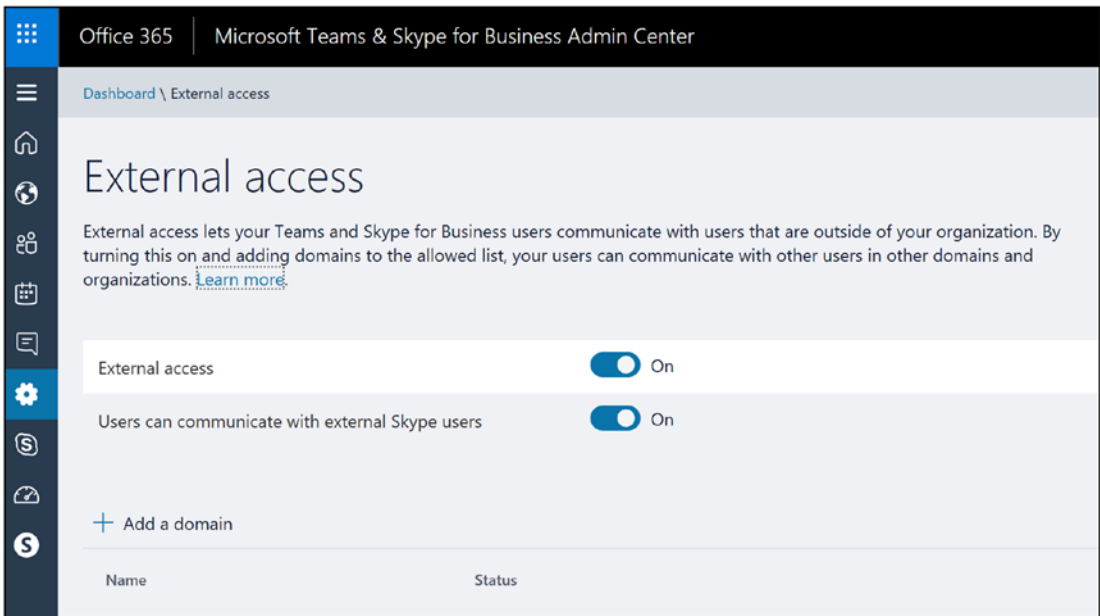 Office 365 Microsoft Teams & Skype for Business Admin Center
Dashboard \ External access
External access
External access lets your Teams and Skype for Business users communicate with users that are outside of your organization. By
turning this on and adding domains to the allowed list, your users can communicate with other users in other domains and
organizations. Learn more.
External access On
Users can communicate with external Skype users On
+ Add a domain
Name Status